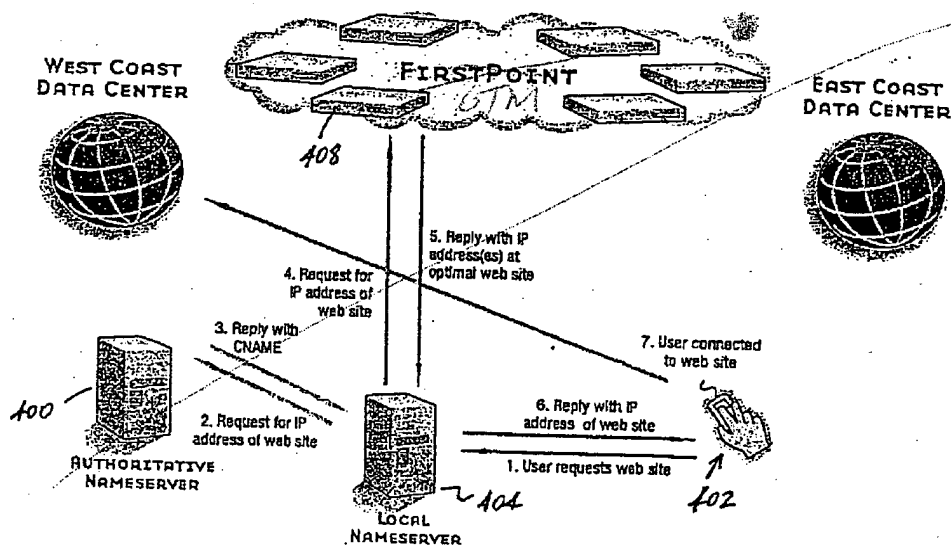 WEST COAST
DATA CENTER
FIRSTPOINT
GTM
EAST COAST
DATA CENTER
408
5. Reply with IP
address(es) at
optimal web site
4. Request for
IP address of
web site
3. Reply with
CNAME
7. User connected
to web site
400
2. Request for IP
address of web site
6. Reply with IP
address of web site
1. User requests web site
AUTHORITATIVE
NAMESERVER
404
402
LOCAL
NAMESERVER